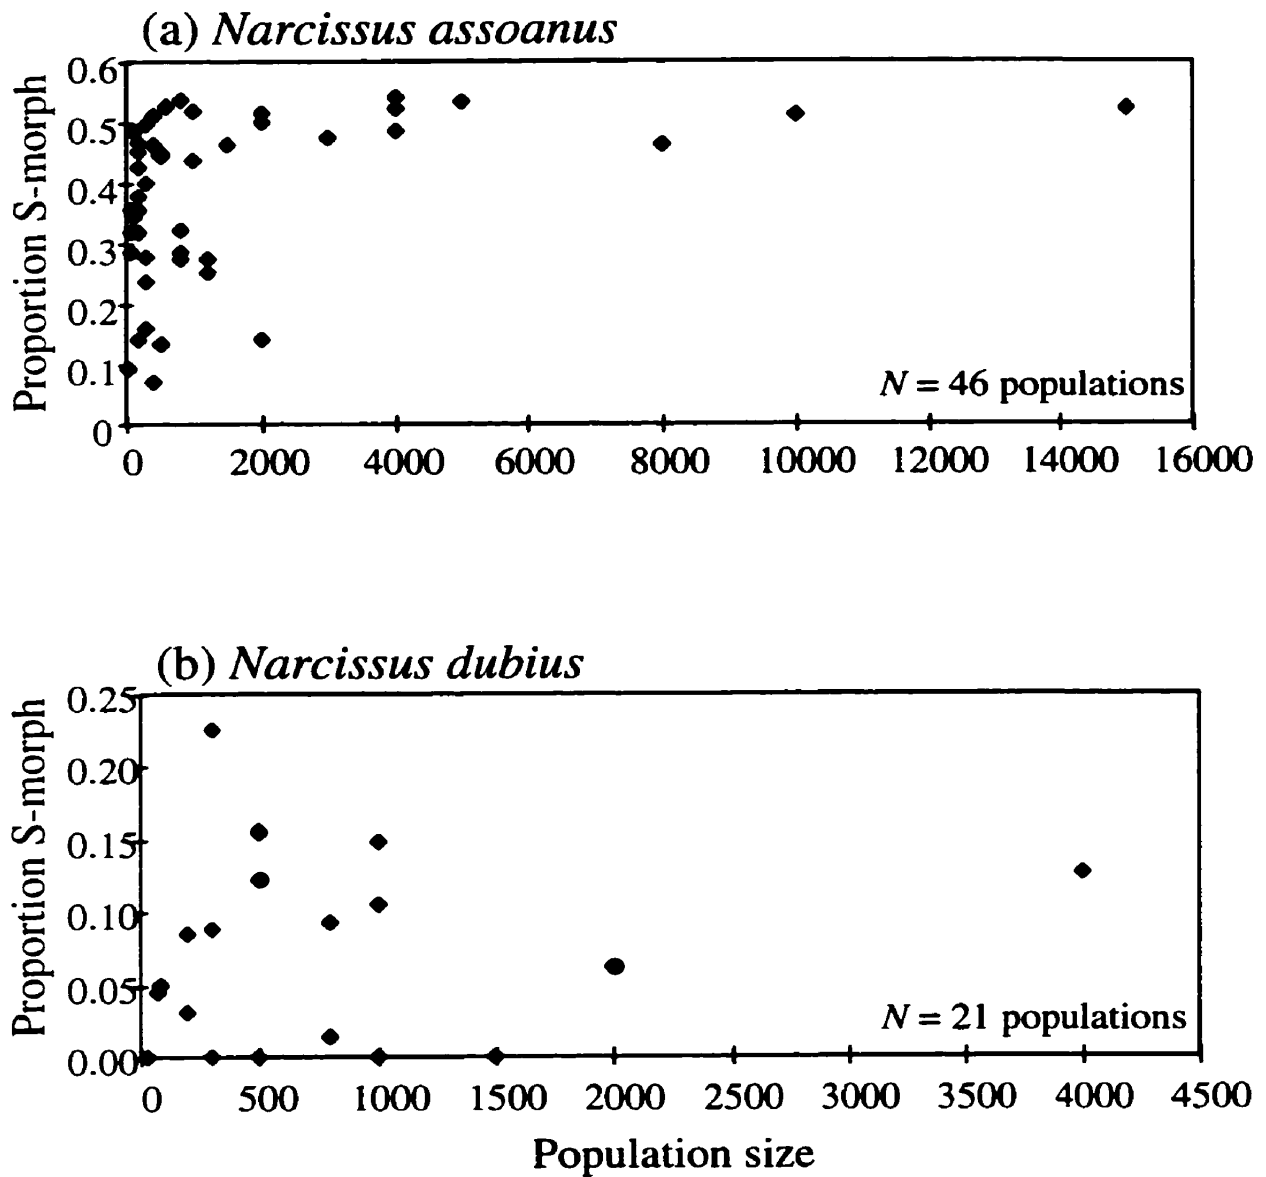 (a) Narcissus assoanus
0.6
0.5
0.4
0.3
0.2
0.1
0
Proportion S-morph
N = 46 populations
0 2000 4000 6000 8000 10000 12000 14000 16000
(b) Narcissus dubius
0.25
0.20
0.15
0.10
0.05
0.00
Proportion S-morph
N = 21 populations
0 500 1000 1500 2000 2500 3000 3500 4000 4500
Population size